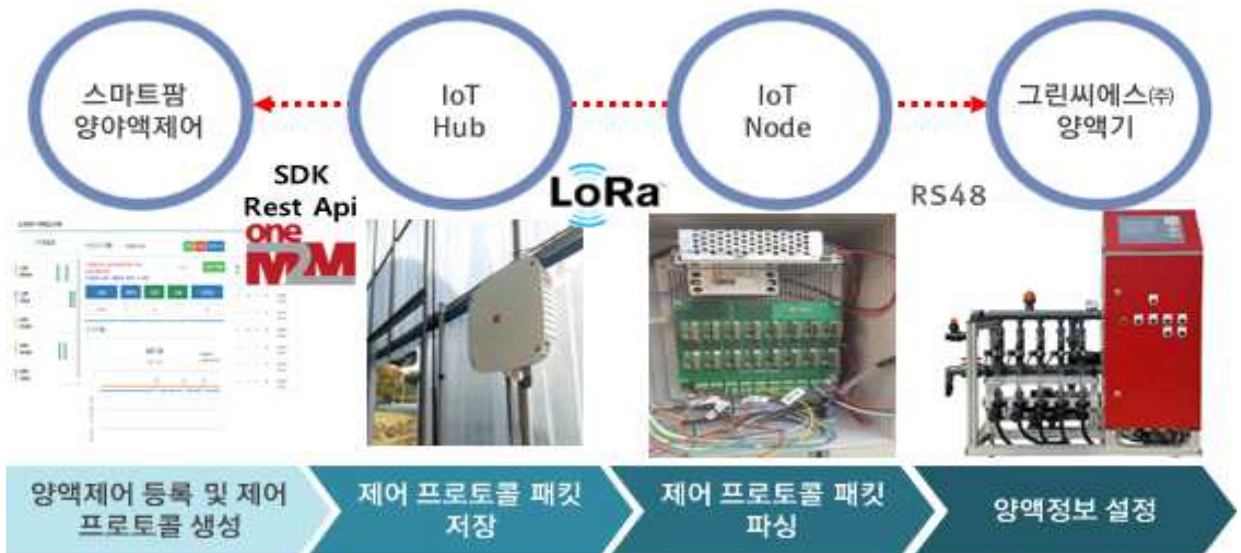 스마트팜
양야액제어
IoT
Hub
IoT
Node
그린씨에스㈜
양액기
SDK
Rest Api
one
M2M
LoRa
RS48
양액제어 등록 및 제어
프로토콜 생성
제어 프로토콜 패킷
저장
제어 프로토콜 패킷
파싱
양액정보 설정